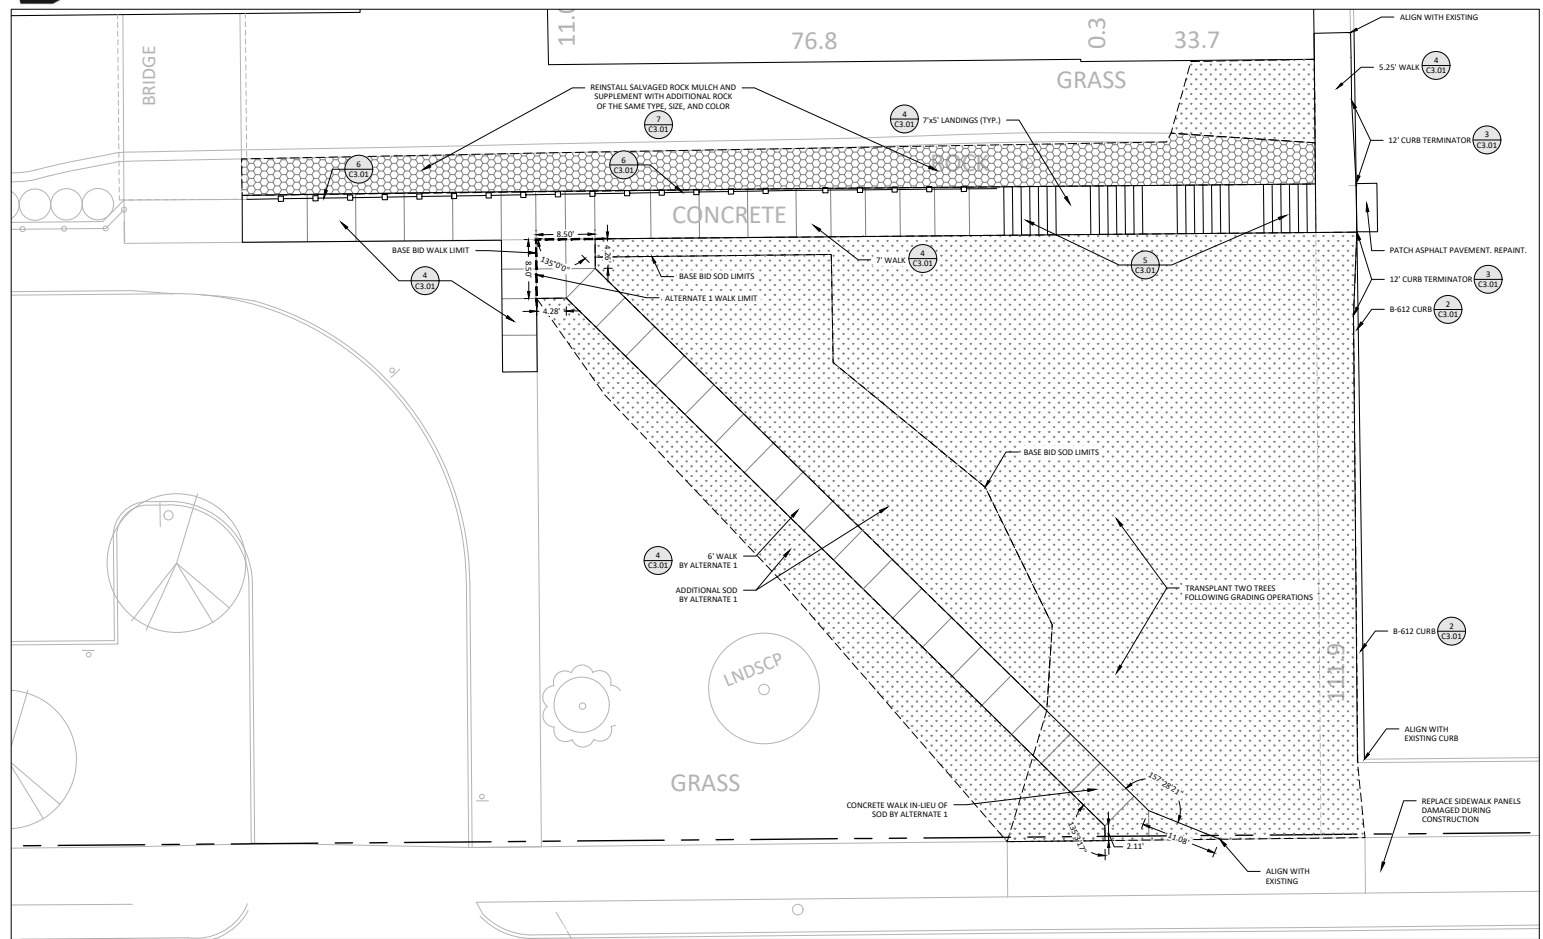 11.0
76.8
0.3
33.7
ALIGN WITH EXISTING
BRIDGE
GRASS
5.25' WALK
4
C3.01
REINSTALL SALVAGED ROCK MULCH AND
SUPPLEMENT WITH ADDITIONAL ROCK
OF THE SAME TYPE, SIZE, AND COLOR
7
C3.01
4
C3.01
7'x5' LANDINGS (TYP.)
12' CURB TERMINATOR
3
C3.01
6
C3.01
6
C3.01
ROCK
CONCRETE
8.50'
BASE BID WALK LIMIT
4.26'
135°0'0"
8.50'
7' WALK
4
C3.01
5
C3.01
PATCH ASPHALT PAVEMENT. REPAINT.
4
C3.01
BASE BID SOD LIMITS
12' CURB TERMINATOR
3
C3.01
ALTERNATE 1 WALK LIMIT
4.28'
B-612 CURB
2
C3.01
BASE BID SOD LIMITS
4
C3.01
6' WALK
BY ALTERNATE 1
ADDITIONAL SOD
BY ALTERNATE 1
TRANSPLANT TWO TREES
FOLLOWING GRADING OPERATIONS
B-612 CURB
2
C3.01
LNDSCP
111.9
ALIGN WITH
EXISTING CURB
GRASS
157°28'21"
CONCRETE WALK IN-LIEU OF
SOD BY ALTERNATE 1
REPLACE SIDEWALK PANELS
DAMAGED DURING
CONSTRUCTION
11.08'
2.11'
ALIGN WITH
EXISTING